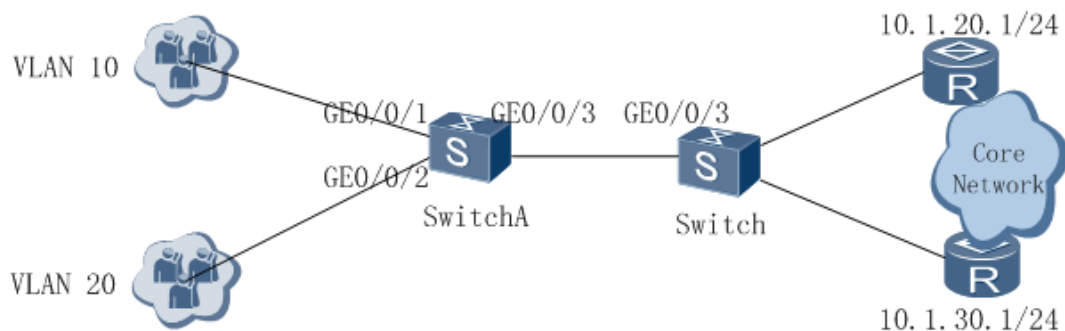 10.1.20.1/24
VLAN 10
R
GE0/0/1
GE0/0/3
GE0/0/3
Core
Network
S
S
GE0/0/2
SwitchA
Switch
VLAN 20
R
10.1.30.1/24